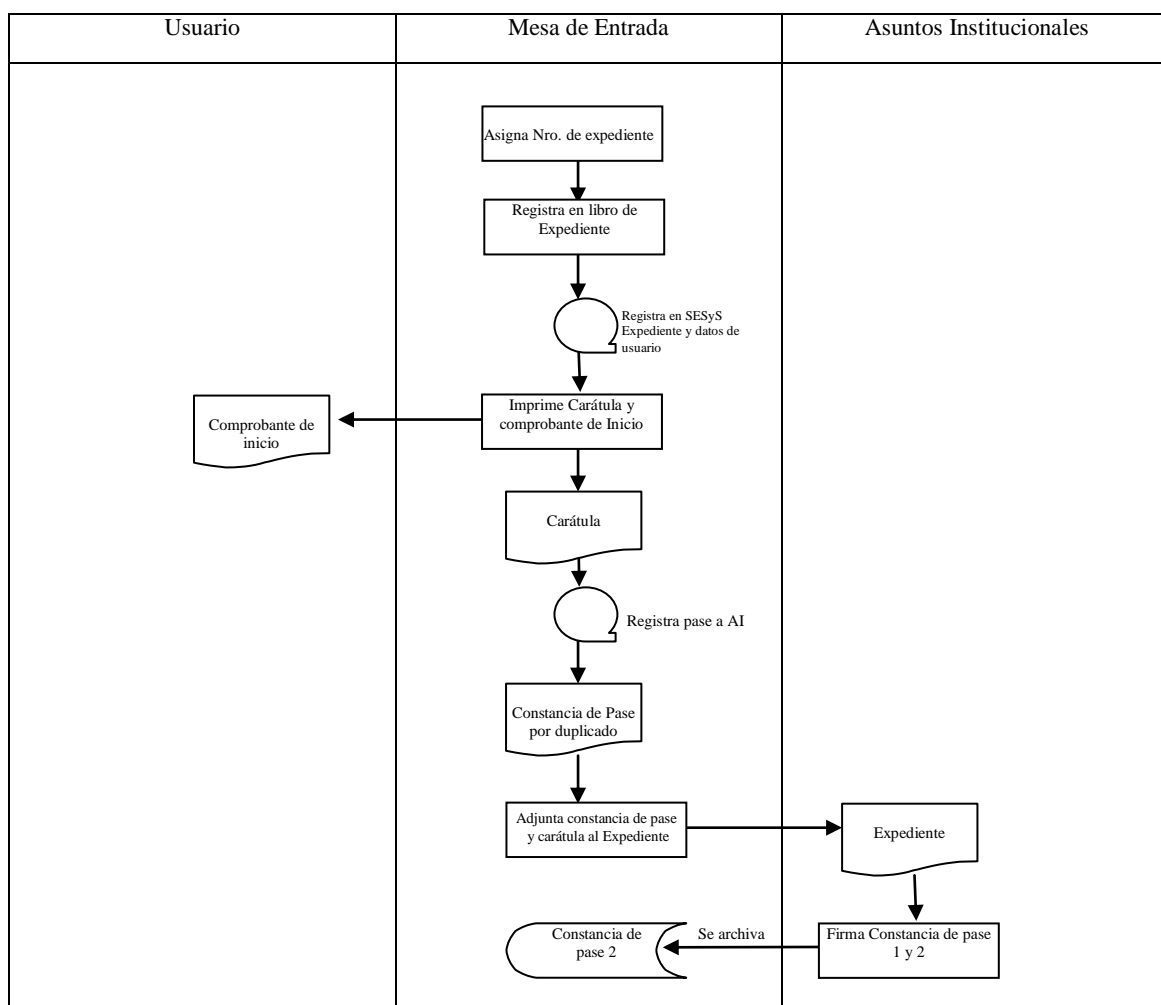 Usuario
Mesa de Entrada
Asuntos Institucionales
Asigna Nro. de expediente
Registra en libro de
Expediente
Registra en SESyS
Expediente y datos de
usuario
Imprime Carátula y
comprobante de Inicio
Comprobante de
inicio
Carátula
Registra pase a AI
Constancia de Pase
por duplicado
Adjunta constancia de pase
y carátula al Expediente
Expediente
Firma Constancia de pase
1 y 2
Se archiva
Constancia de
pase 2